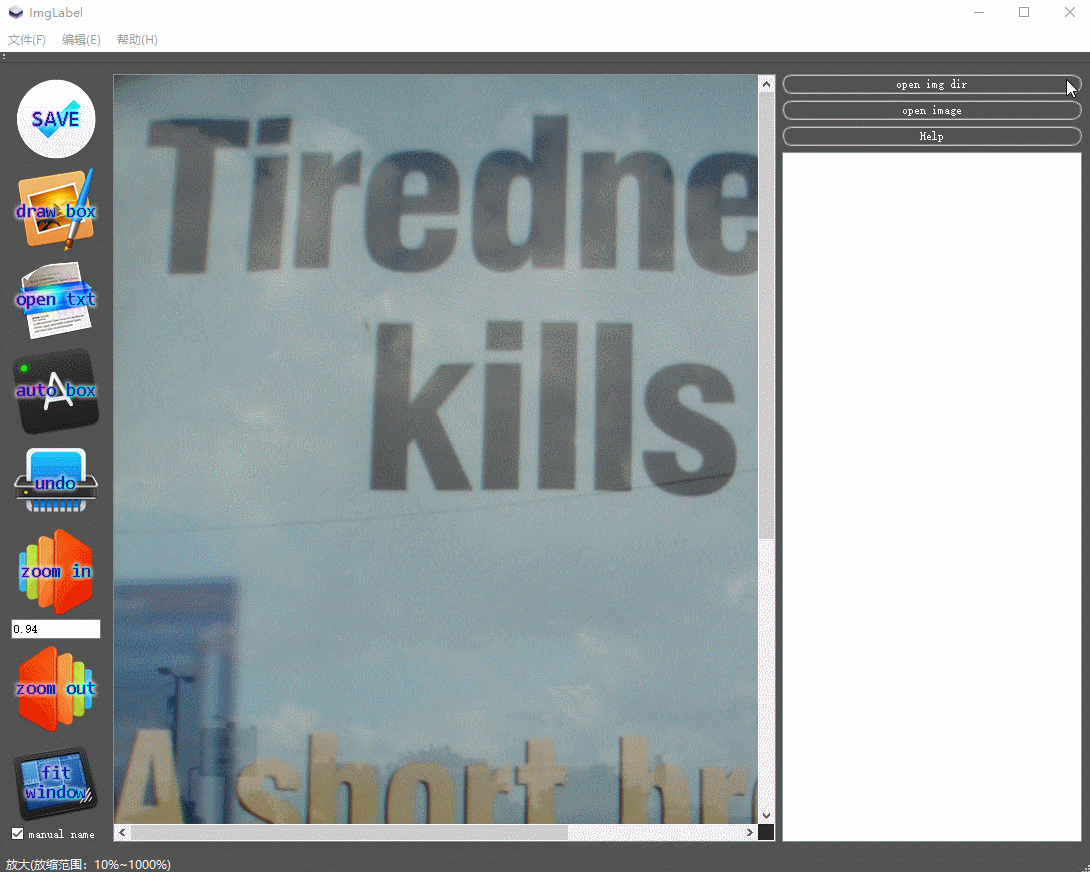 ImgLabel
文件(F) 编辑(E) 帮助(H)
SAVE
draw box
open txt
auto box
undo
zoom in
0.94
zoom out
fit
window
manual name
Tiredne
kills
A short br
open img dir
open image
Help
放大(放缩范围：10%~1000%)